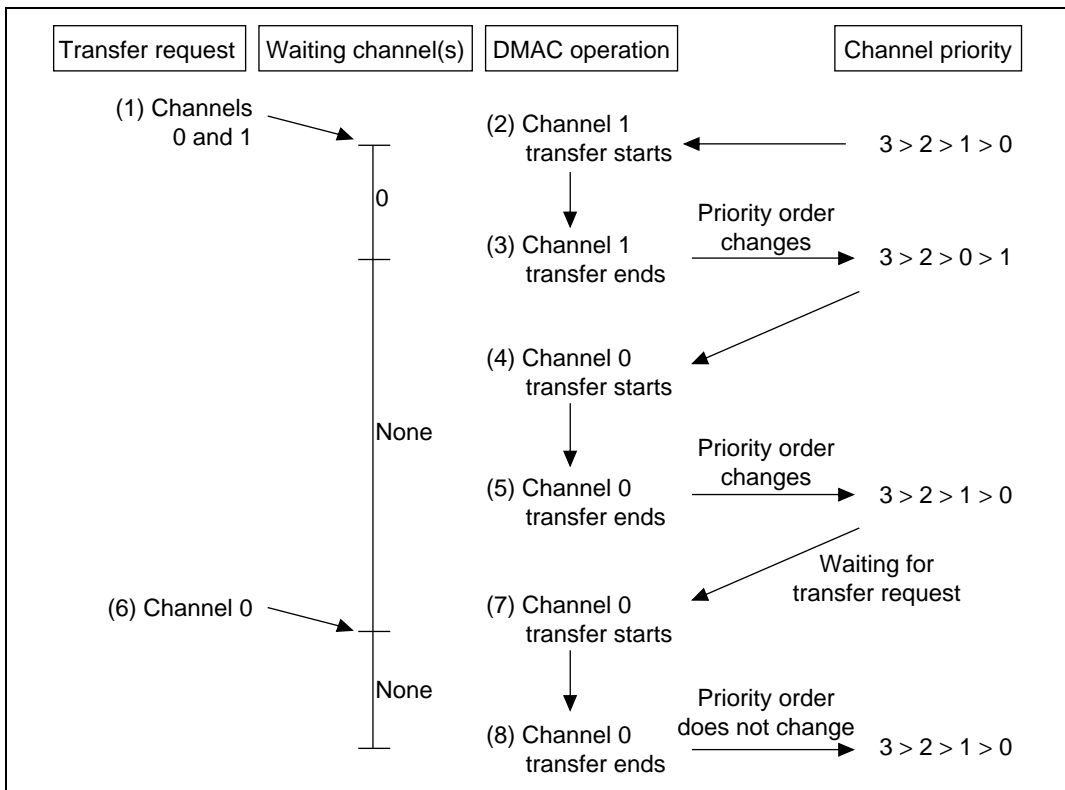 Transfer request
Waiting channel(s)
DMAC operation
Channel priority
(1) Channels
0 and 1
(2) Channel 1
transfer starts
3 > 2 > 1 > 0
0
(3) Channel 1
transfer ends
Priority order
changes
3 > 2 > 0 > 1
(4) Channel 0
transfer starts
None
(5) Channel 0
transfer ends
Priority order
changes
3 > 2 > 1 > 0
Waiting for
transfer request
(6) Channel 0
(7) Channel 0
transfer starts
None
(8) Channel 0
transfer ends
Priority order
does not change
3 > 2 > 1 > 0